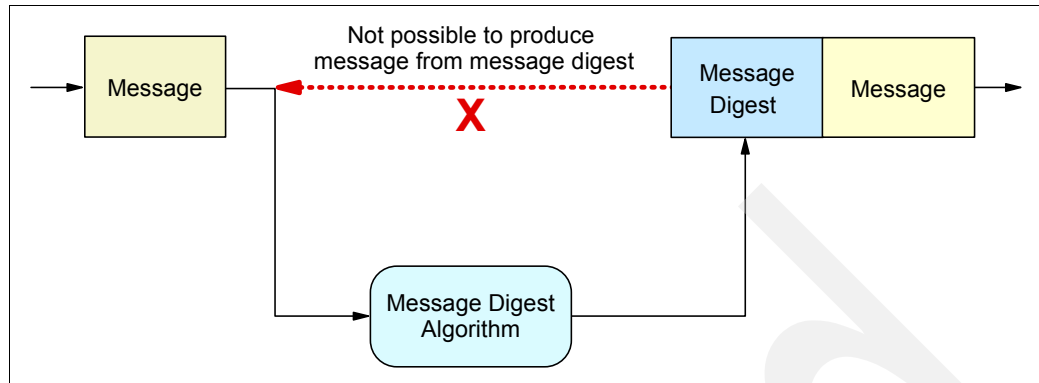 Not possible to produce
message from message digest
Message
X
Message
Digest
Message
Message Digest
Algorithm